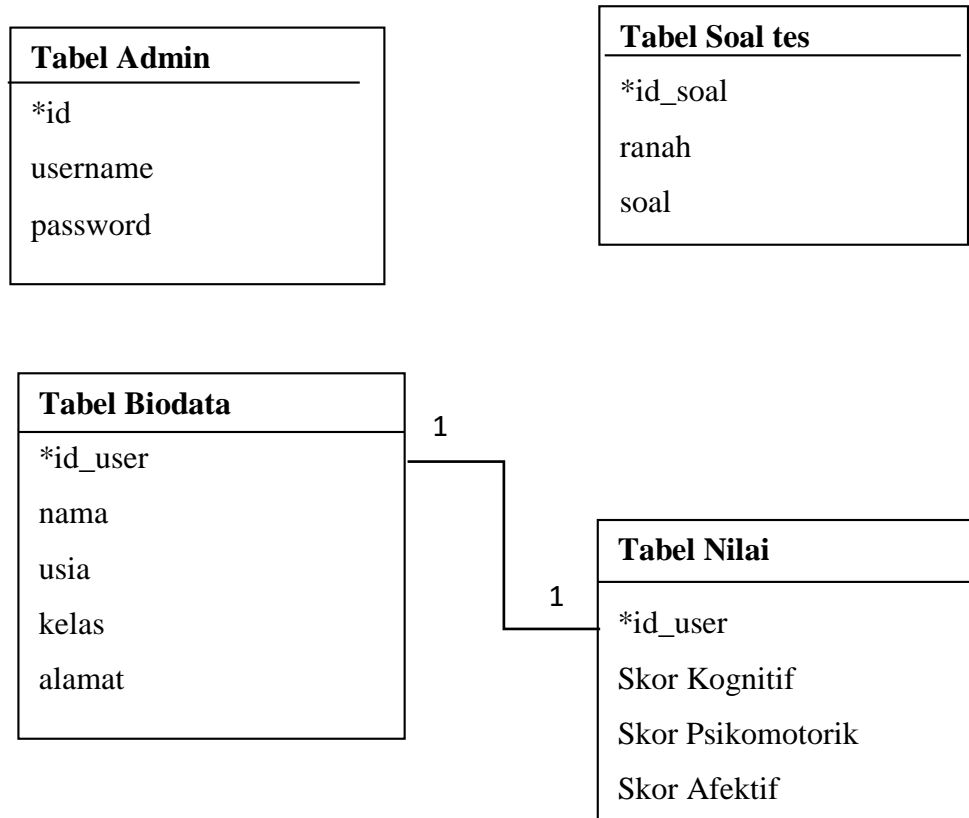 Tabel Admin
*id
username
password
Tabel Soal tes
*id_soal
ranah
soal
Tabel Biodata
*id_user
nama
usia
kelas
alamat
1
1
Tabel Nilai
*id_user
Skor Kognitif
Skor Psikomotorik
Skor Afektif